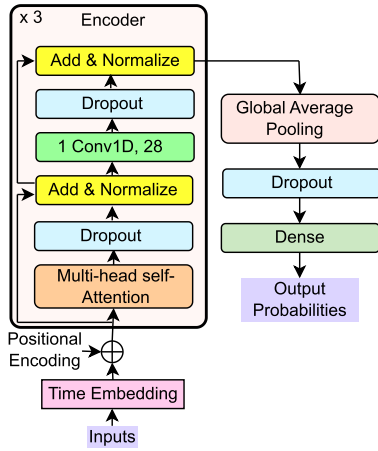 x 3
Encoder
Add & Normalize
Dropout
1 Conv1D, 28
Add & Normalize
Dropout
Multi-head self-
Attention
Positional
Encoding
Time Embedding
Inputs
Global Average
Pooling
Dropout
Dense
Output
Probabilities